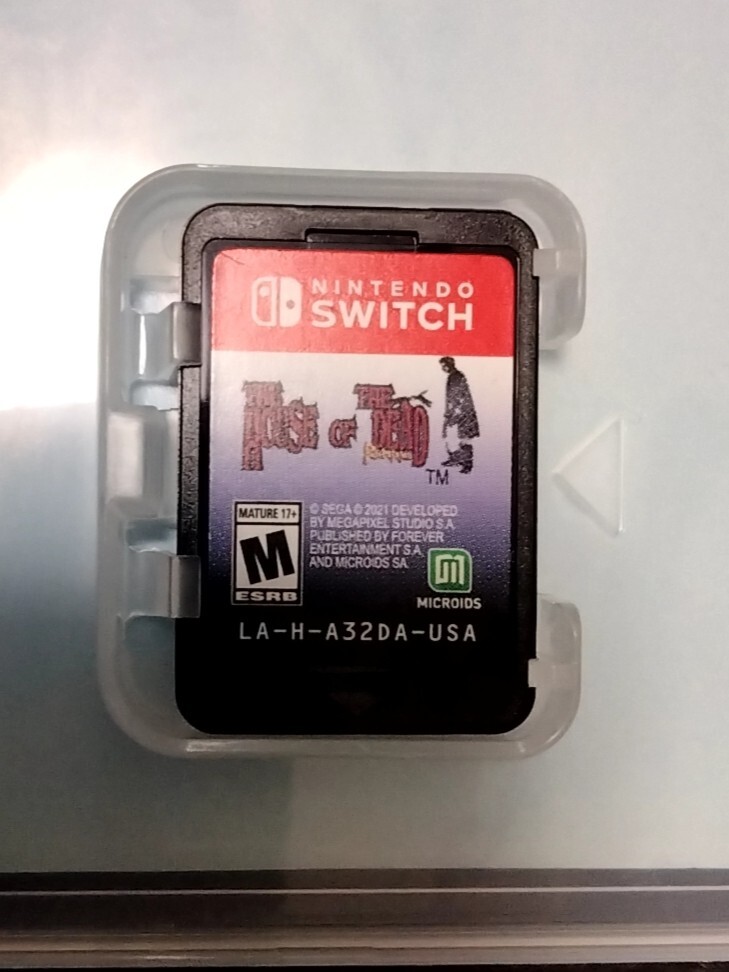 NINTENDO
SWITCH
THE HOUSE OF THE DEAD
Remake
TM
MATURE 17+
M
ESRB
© SEGA © 2021 DEVELOPED
BY MEGAPIXEL STUDIO S.A.
PUBLISHED BY FOREVER
ENTERTAINMENT S.A.
AND MICROIDS SA.
MICROIDS
LA-H-A32DA-USA